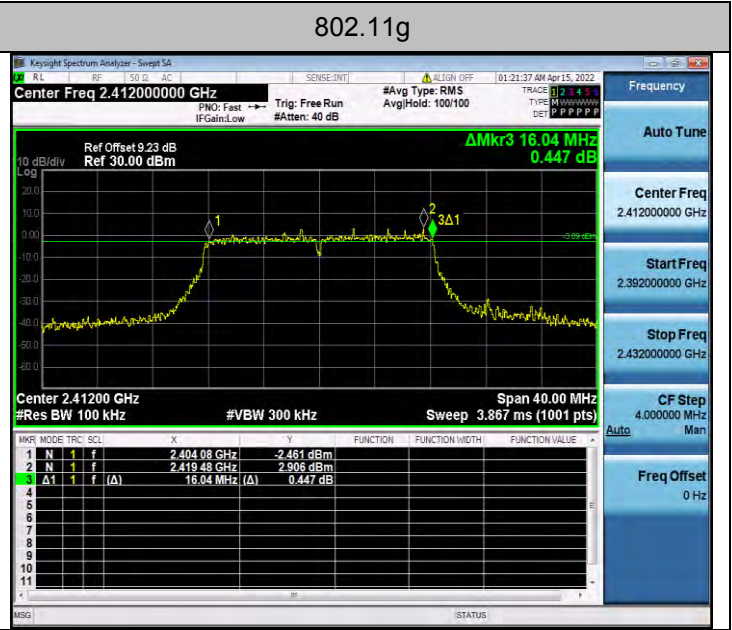 802.11g
Keysight Spectrum Analyzer - Swept SA
RL RF 50 Ω AC SENSE:INT ALIGN OFF 01:21:37 AM Apr 15, 2022
Center Freq 2.412000000 GHz
PNO: Fast
IFGain:Low
Trig: Free Run
#Atten: 40 dB
#Avg Type: RMS
Avg|Hold: 100/100
TRACE 1 2 3 4 5 6
TYPE M
DET P P P P P P
Frequency
Auto Tune
Center Freq
2.412000000 GHz
Start Freq
2.392000000 GHz
Stop Freq
2.432000000 GHz
CF Step
4.000000 MHz
Auto Man
Freq Offset
0 Hz
Ref Offset 9.23 dB
10 dB/div Ref 30.00 dBm
Log
ΔMkr3 16.04 MHz
0.447 dB
20.0
10.0
0.00
-10.0
-20.0
-30.0
-40.0
-50.0
-60.0
1
2
3Δ1
-3.09 dBm
Center 2.41200 GHz Span 40.00 MHz
#Res BW 100 kHz #VBW 300 kHz Sweep 3.867 ms (1001 pts)
MKR MODE TRC SCL X Y FUNCTION FUNCTION WIDTH FUNCTION VALUE
1 N 1 f 2.404 08 GHz -2.461 dBm
2 N 1 f 2.419 48 GHz 2.906 dBm
3 Δ1 1 f (Δ) 16.04 MHz (Δ) 0.447 dB
4
5
6
7
8
9
10
11
MSG STATUS